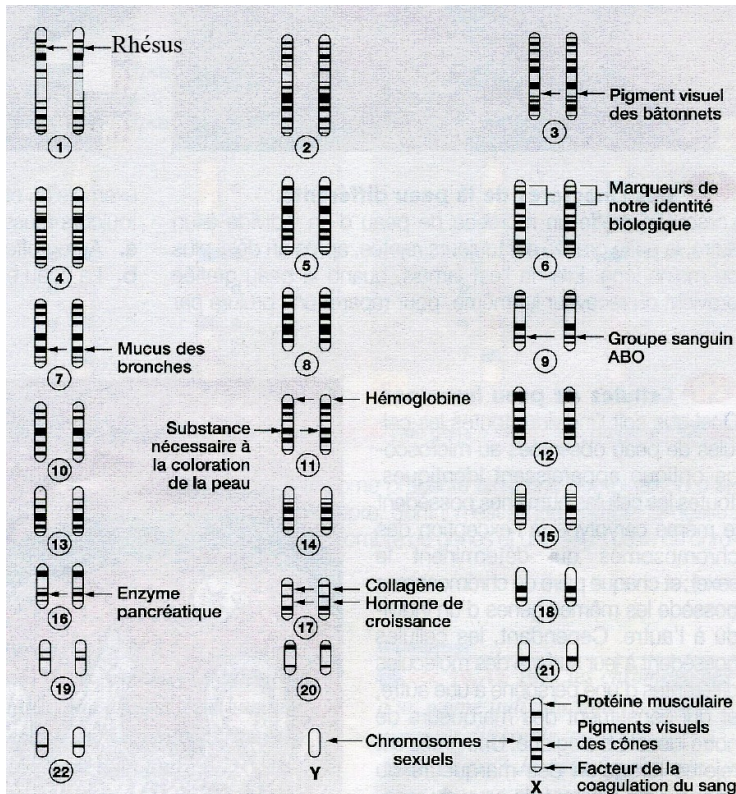 Rhésus
1
2
3
Pigment visuel
des bâtonnets
4
5
6
Marqueurs de
notre identité
biologique
7
Mucus des
bronches
8
9
Groupe sanguin
ABO
10
Hémoglobine
Substance
nécessaire à
la coloration
de la peau
11
12
13
14
15
16
Enzyme
pancréatique
17
Collagène
Hormone de
croissance
18
19
20
21
22
Y
Chromosomes
sexuels
X
Protéine musculaire
Pigments visuels
des cônes
Facteur de la
coagulation du sang